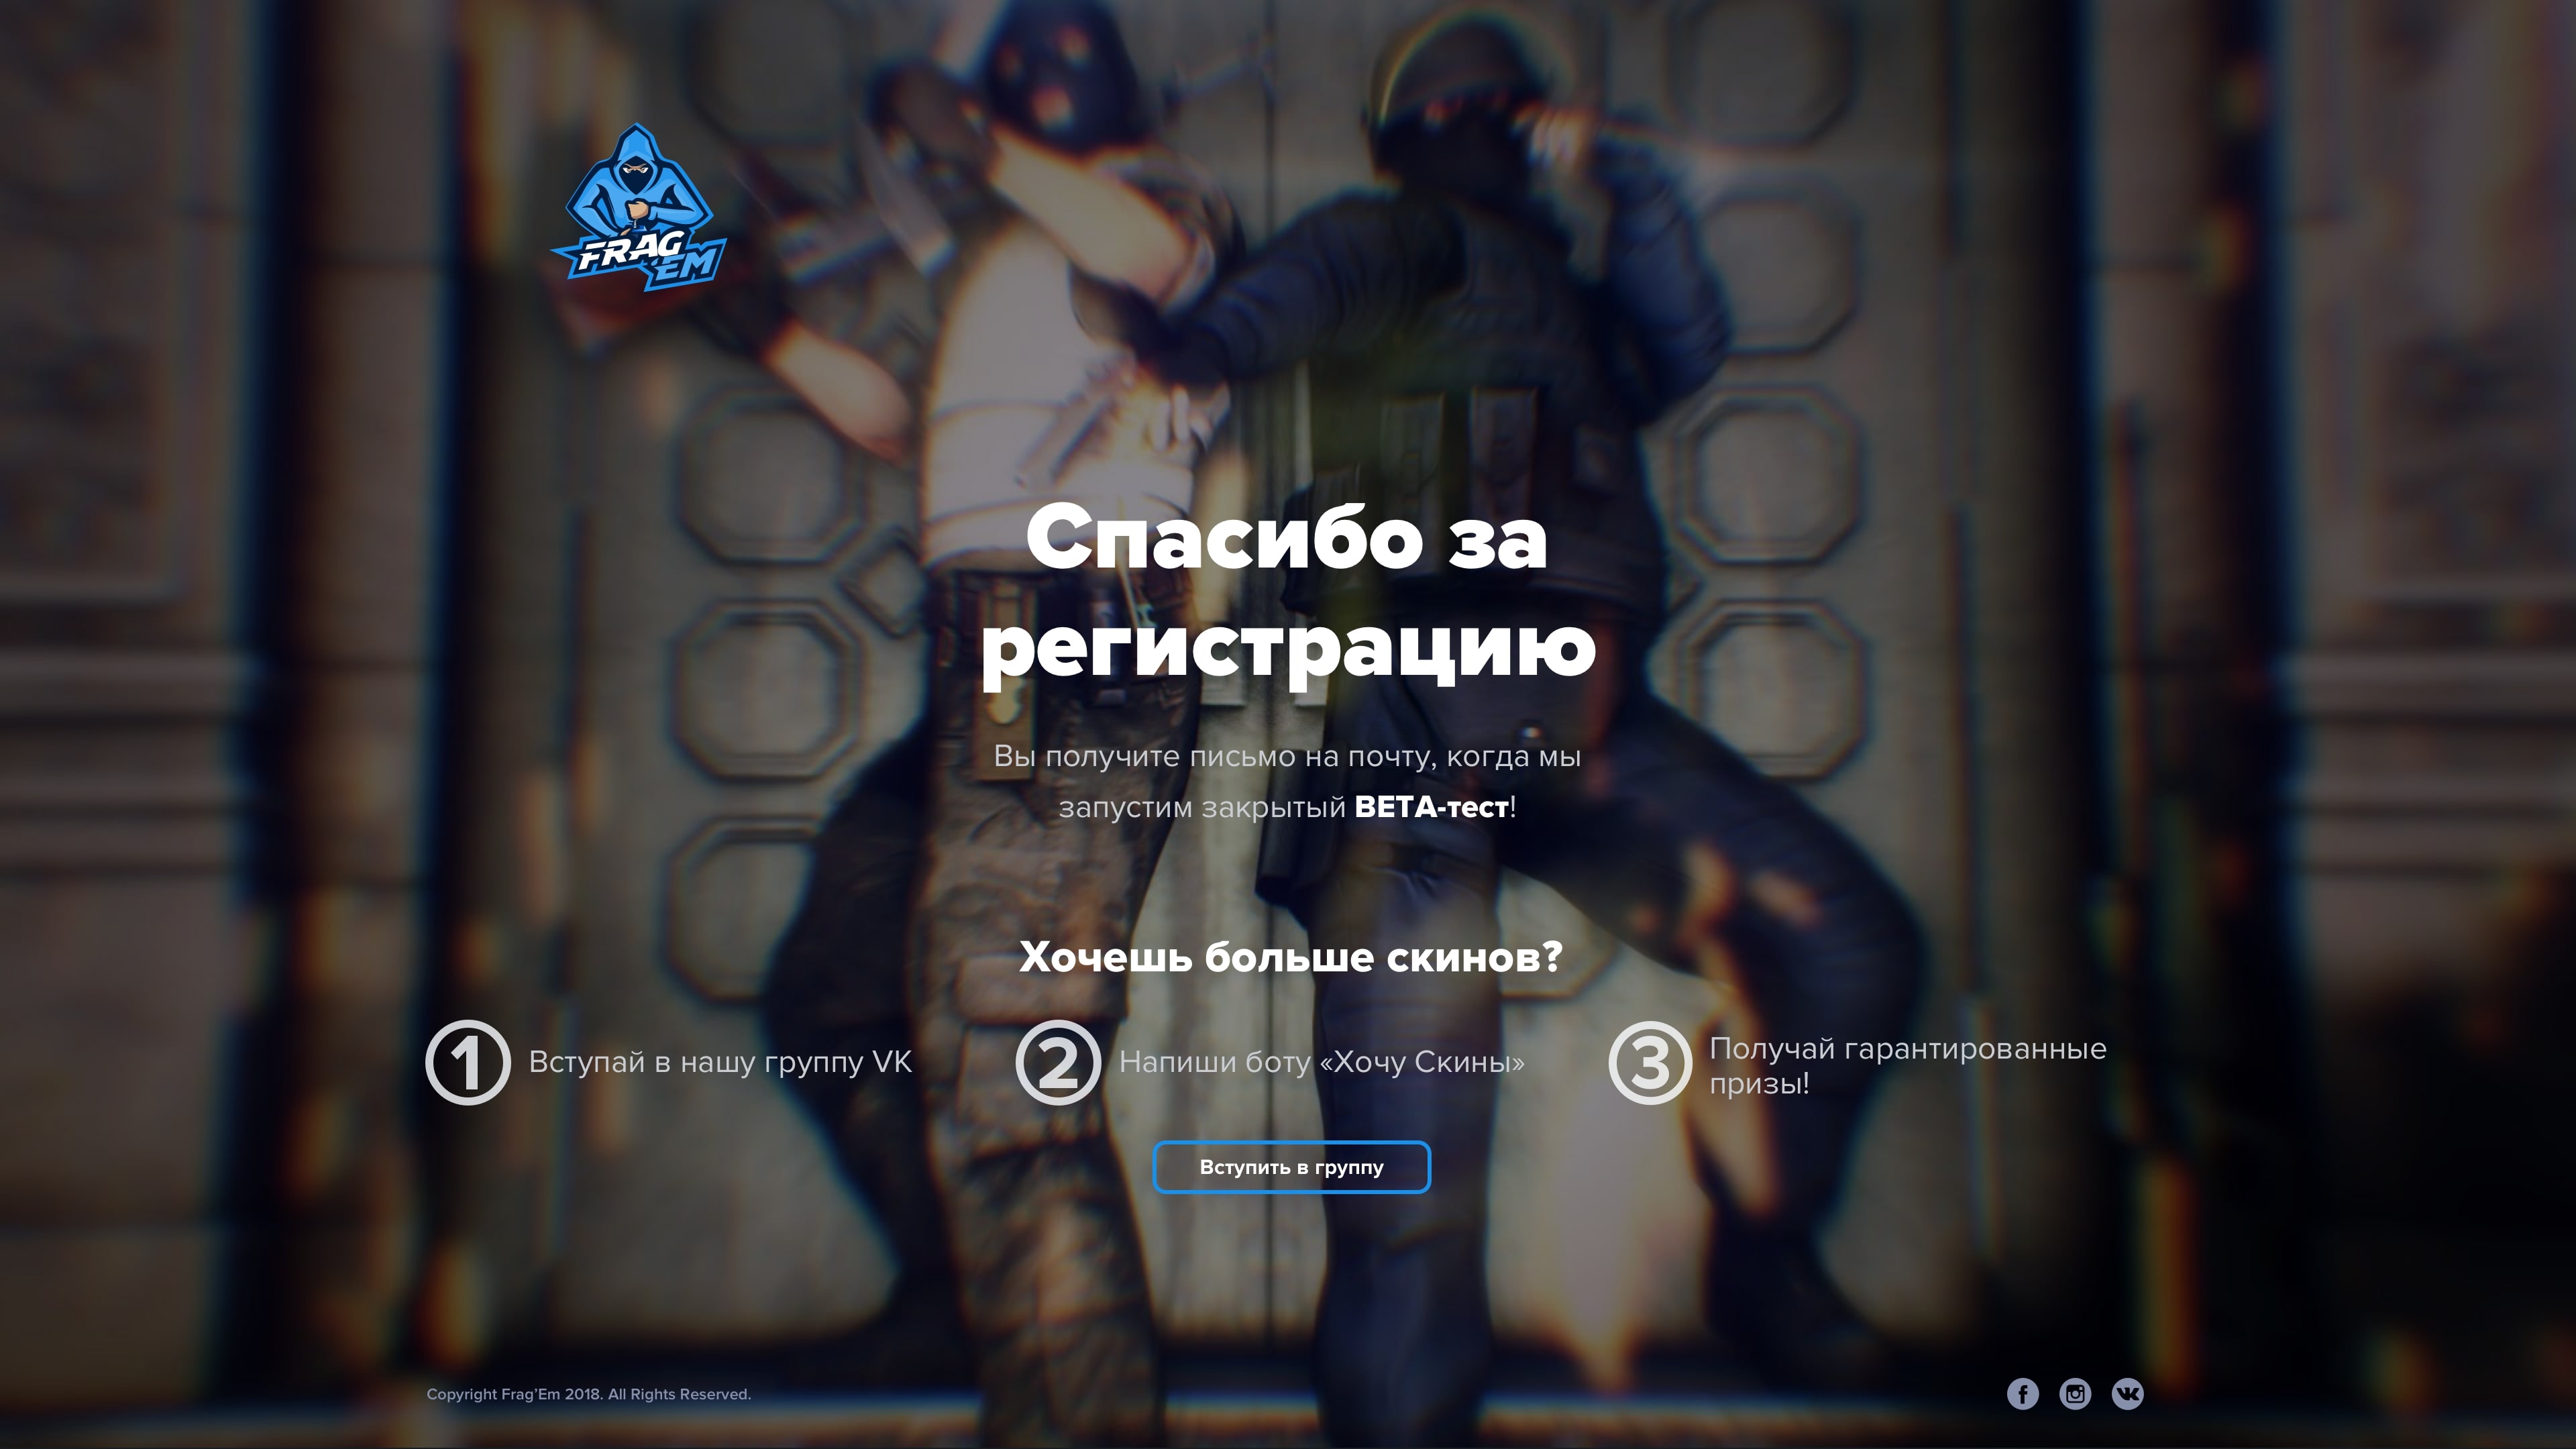 FRAG
'EM
Спасибо за
регистрацию
Вы получите письмо на почту, когда мы
запустим закрытый BETA-тест!
Хочешь больше скинов?
1 Вступай в нашу группу VK
2 Напиши боту «Хочу Скины»
3 Получай гарантированные
призы!
Вступить в группу
Copyright Frag’Em 2018. All Rights Reserved.